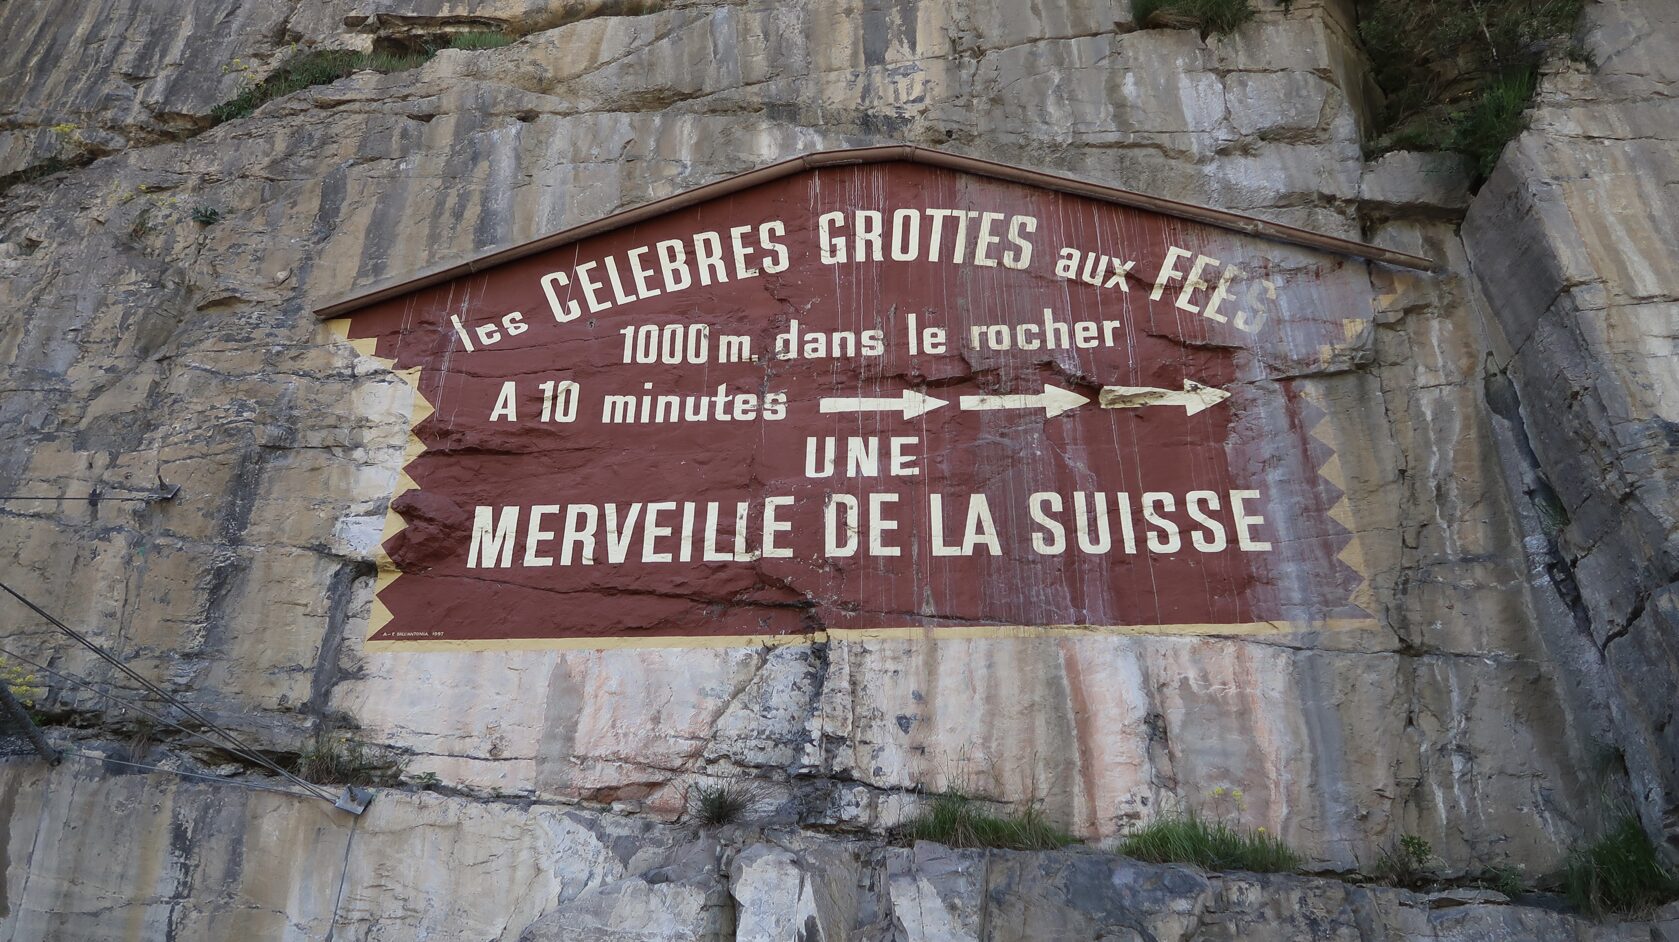 les CELEBRES GROTTES aux FEES
1000 m. dans le rocher
A 10 minutes
UNE
MERVEILLE DE LA SUISSE